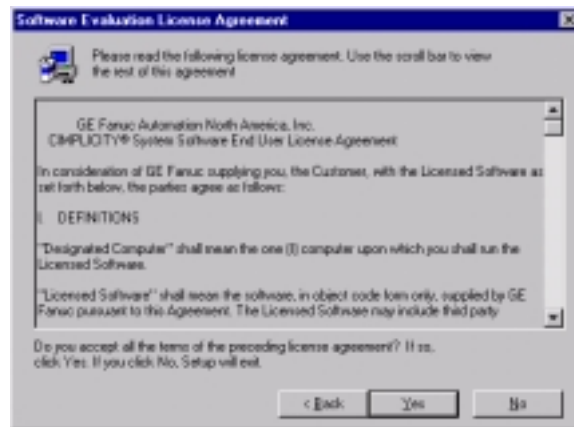 Software Evaluation License Agreement
Please read the following license agreement. Use the scroll bar to view
the rest of this agreement
GE Fanuc Automation North America, Inc.
CIMPLICITY® System Software End User License Agreement
In consideration of GE Fanuc supplying you, the Customer, with the Licensed Software as
set forth below, the parties agree as follows:
I. DEFINITIONS
"Designated Computer" shall mean the one (1) computer upon which you shall run the
Licensed Software.
"Licensed Software" shall mean the software, in object code form only, supplied by GE
Fanuc pursuant to this Agreement. The Licensed Software may include third party
Do you accept all the terms of the preceding license agreement? If so,
click Yes. If you click No, Setup will exit.
< Back
Yes
No